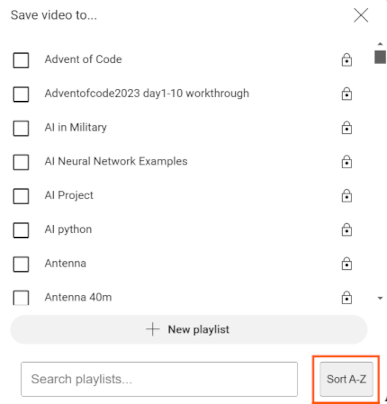 Save video to...
Advent of Code
Adventofcode2023 day1-10 workthrough
AI in Military
AI Neural Network Examples
AI Project
AI python
Antenna
Antenna 40m
New playlist
Search playlists...
Sort A-Z